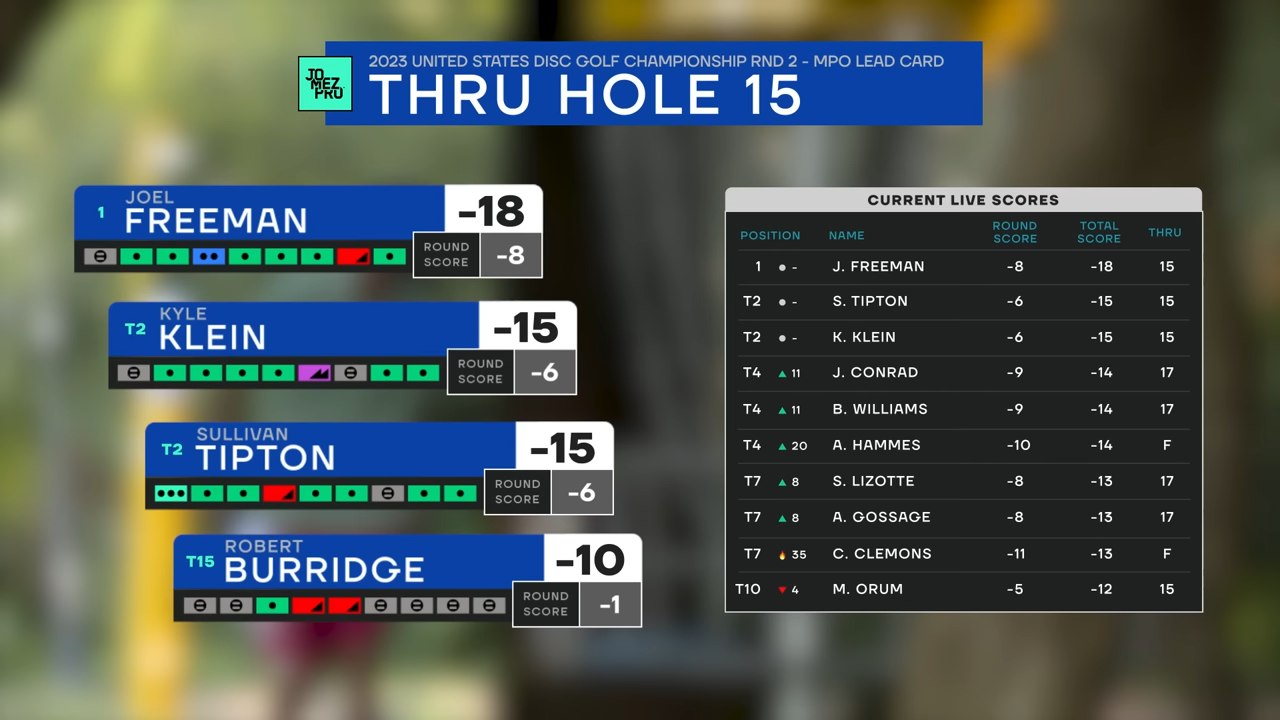 JO
MEZ
PRO
2023 UNITED STATES DISC GOLF CHAMPIONSHIP RND 2 - MPO LEAD CARD
THRU HOLE 15
1 JOEL FREEMAN -18
ROUND SCORE -8
T2 KYLE KLEIN -15
ROUND SCORE -6
T2 SULLIVAN TIPTON -15
ROUND SCORE -6
T15 ROBERT BURRIDGE -10
ROUND SCORE -1
CURRENT LIVE SCORES
POSITION NAME ROUND SCORE TOTAL SCORE THRU
1 - J. FREEMAN -8 -18 15
T2 - S. TIPTON -6 -15 15
T2 - K. KLEIN -6 -15 15
T4 11 J. CONRAD -9 -14 17
T4 11 B. WILLIAMS -9 -14 17
T4 20 A. HAMMES -10 -14 F
T7 8 S. LIZOTTE -8 -13 17
T7 8 A. GOSSAGE -8 -13 17
T7 35 C. CLEMONS -11 -13 F
T10 4 M. ORUM -5 -12 15